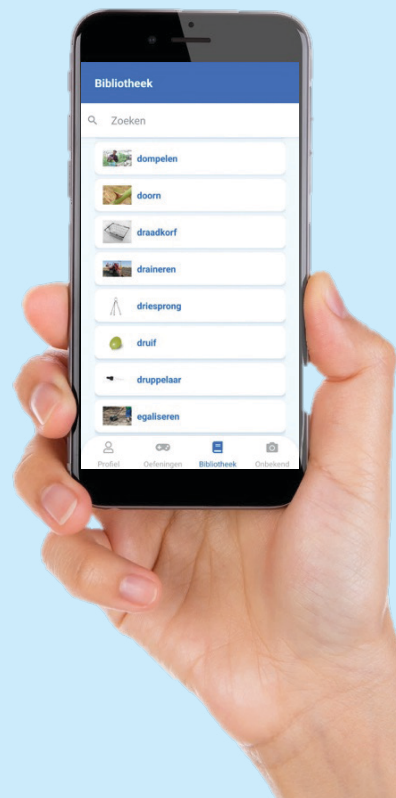 Bibliotheek
Zoeken
dompelen
doorn
draadkorf
draineren
driesprong
druif
druppelaar
egaliseren
Profiel Oefeningen Bibliotheek Onbekend